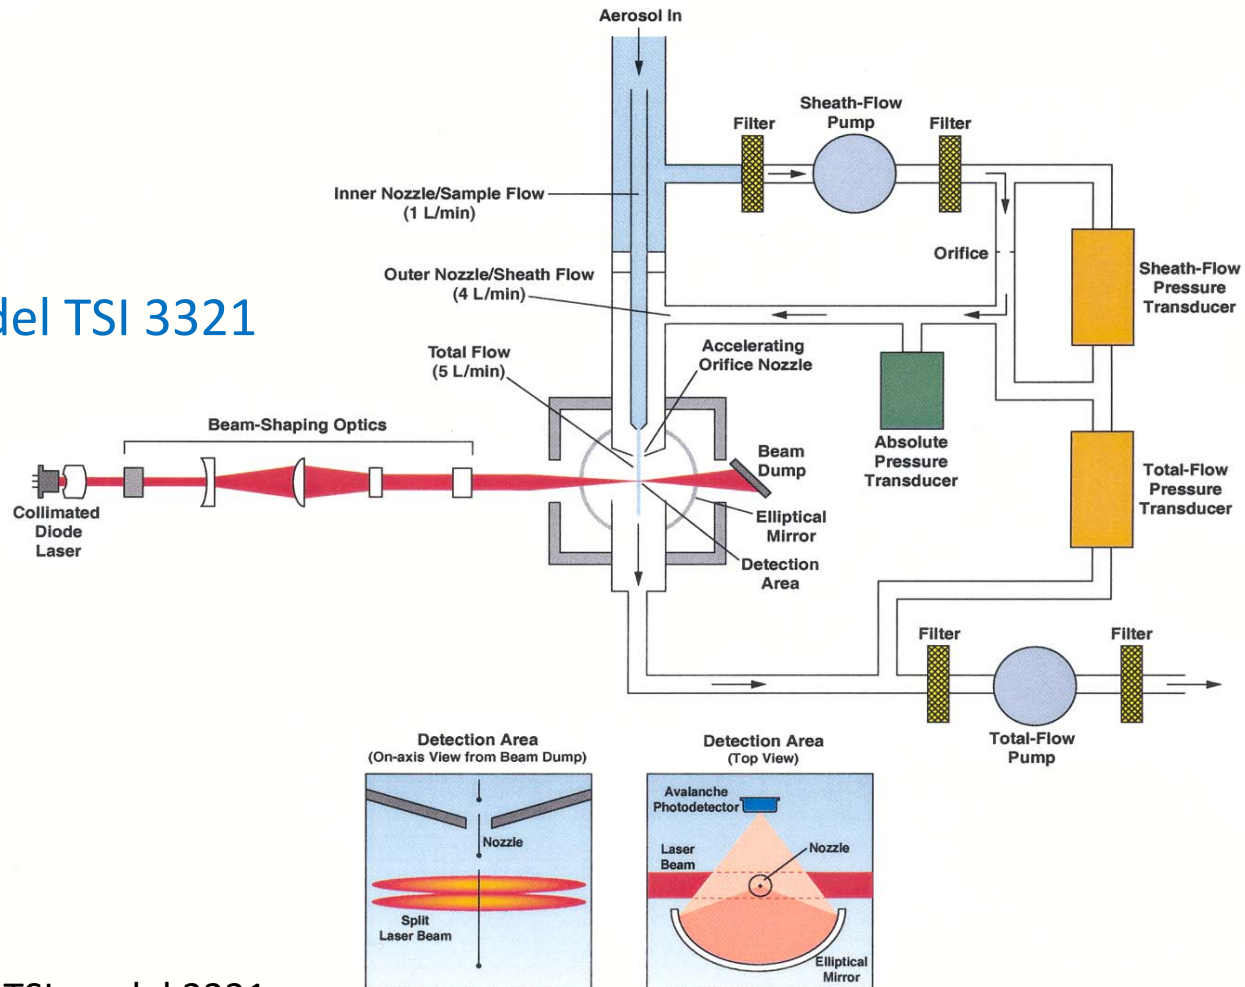 Aerosol In
Sheath-Flow
Pump
Filter
Filter
Inner Nozzle/Sample Flow
(1 L/min)
Orifice
Outer Nozzle/Sheath Flow
(4 L/min)
Sheath-Flow
Pressure
Transducer
del TSI 3321
Total Flow
(5 L/min)
Accelerating
Orifice Nozzle
Beam-Shaping Optics
Absolute
Pressure
Transducer
Beam
Dump
Total-Flow
Pressure
Transducer
Collimated
Diode
Laser
Elliptical
Mirror
Detection
Area
Filter
Filter
Total-Flow
Pump
Detection Area
(On-axis View from Beam Dump)
Nozzle
Split
Laser Beam
Detection Area
(Top View)
Avalanche
Photodetector
Laser
Beam
Nozzle
Elliptical
Mirror